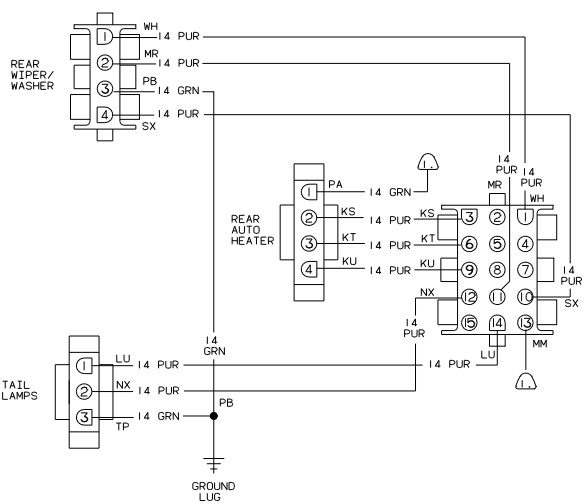 WH
1 14 PUR
MR
REAR
WIPER/
WASHER
2 14 PUR
PB
3 14 GRN
4 14 PUR
SX
14
PUR
14
PUR
MR
WH
1.
REAR
AUTO
HEATER
1 PA 14 GRN
2 KS 14 PUR KS
3 KT 14 PUR KT
4 KU 14 PUR KU
3 2 1
6 5 4
9 8 7
NX 12 11 10
15 14 13
14
PUR
SX
14
PUR
LU
MM
1.
14
GRN
TAIL
LAMPS
1 LU 14 PUR 14 PUR
2 NX 14 PUR
3 14 GRN
TP
PB
GROUND
LUG